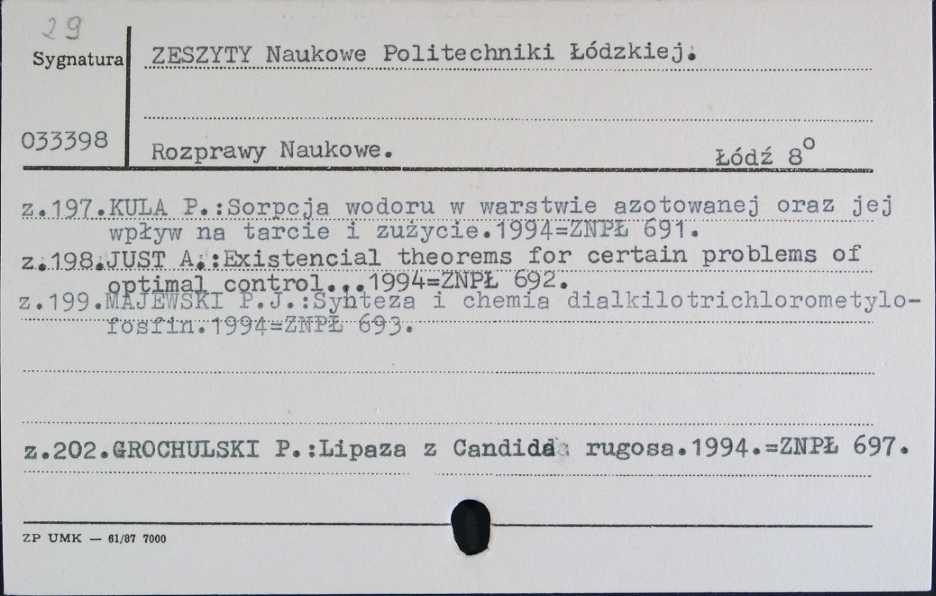 29
Sygnatura
ZESZYTY Naukowe Politechniki Łódzkiej.
033398
Rozprawy Naukowe.
Łódź 8°
z.197.KULA P.:Sorpcja wodoru w warstwie azotowanej oraz jej
wpływ na tarcie i zużycie.1994=ZNPŁ 691.
z.198.JUST A.:Existencial theorems for certain problems of
optimal control...1994=ZNPŁ 692.
z.199.MAJEWSKI P.J.:Synteza i chemia dialkilotrichlorometylo-
fosfin.1994=ZNPŁ 693.
z.202.GROCHULSKI P.:Lipaza z Candida rugosa.1994.=ZNPŁ 697.
ZP UMK — 61/87 7000